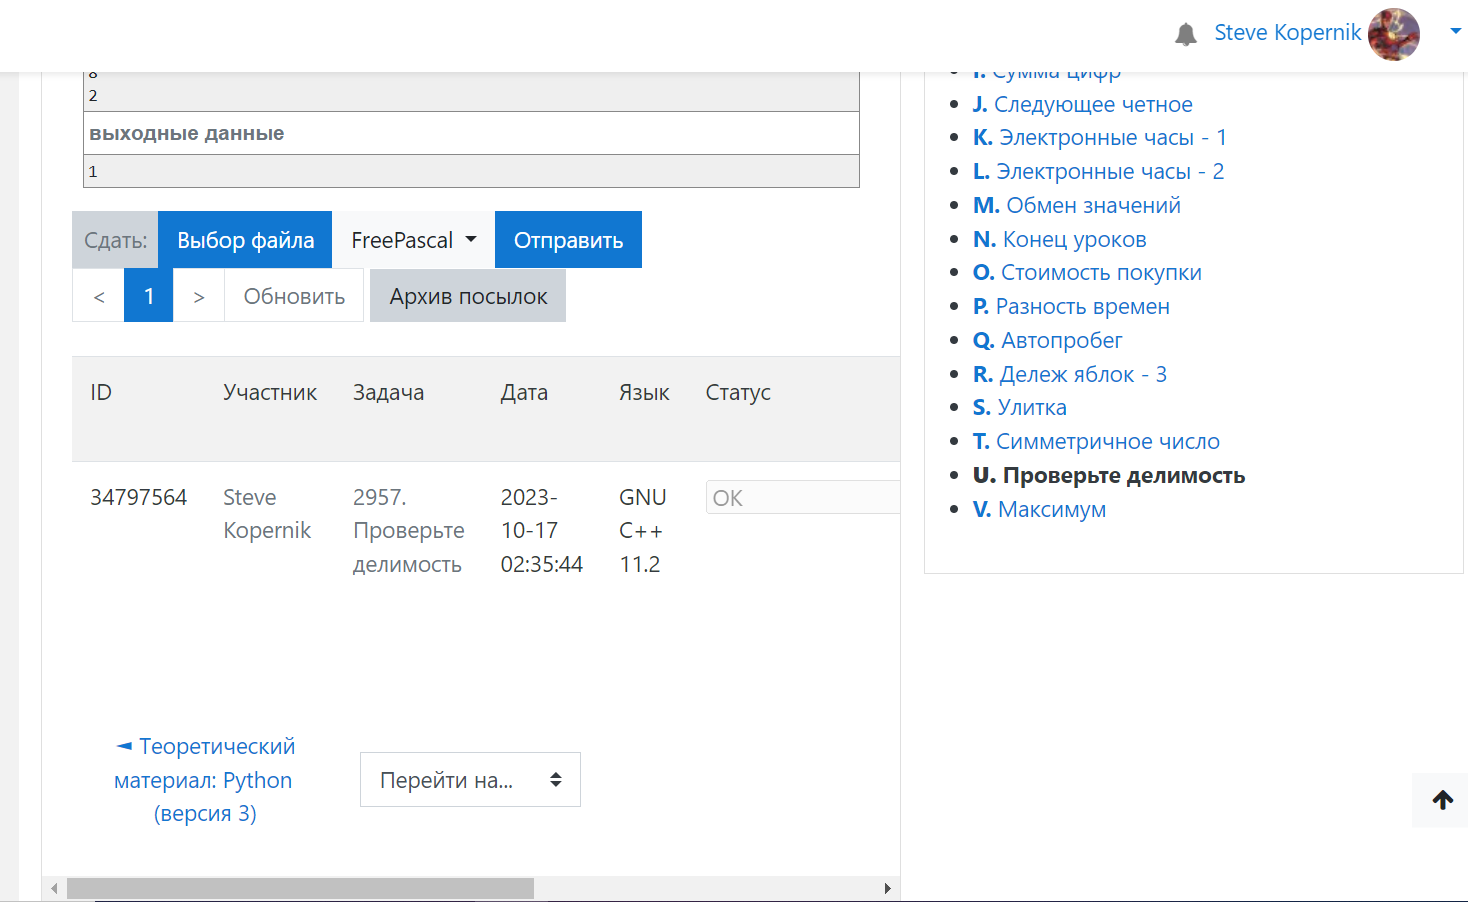 Steve Kopernik
8
2
выходные данные
1
Сдать: Выбор файла FreePascal Отправить
< 1 > Обновить Архив посылок
ID Участник Задача Дата Язык Статус
34797564 Steve 2957. 2023- GNU OK
Kopernik Проверьте 10-17 C++
делимость 02:35:44 11.2
◄ Теоретический
материал: Python
(версия 3)
Перейти на...
I. Сумма цифр
J. Следующее четное
K. Электронные часы - 1
L. Электронные часы - 2
M. Обмен значений
N. Конец уроков
O. Стоимость покупки
P. Разность времен
Q. Автопробег
R. Дележ яблок - 3
S. Улитка
T. Симметричное число
U. Проверьте делимость
V. Максимум